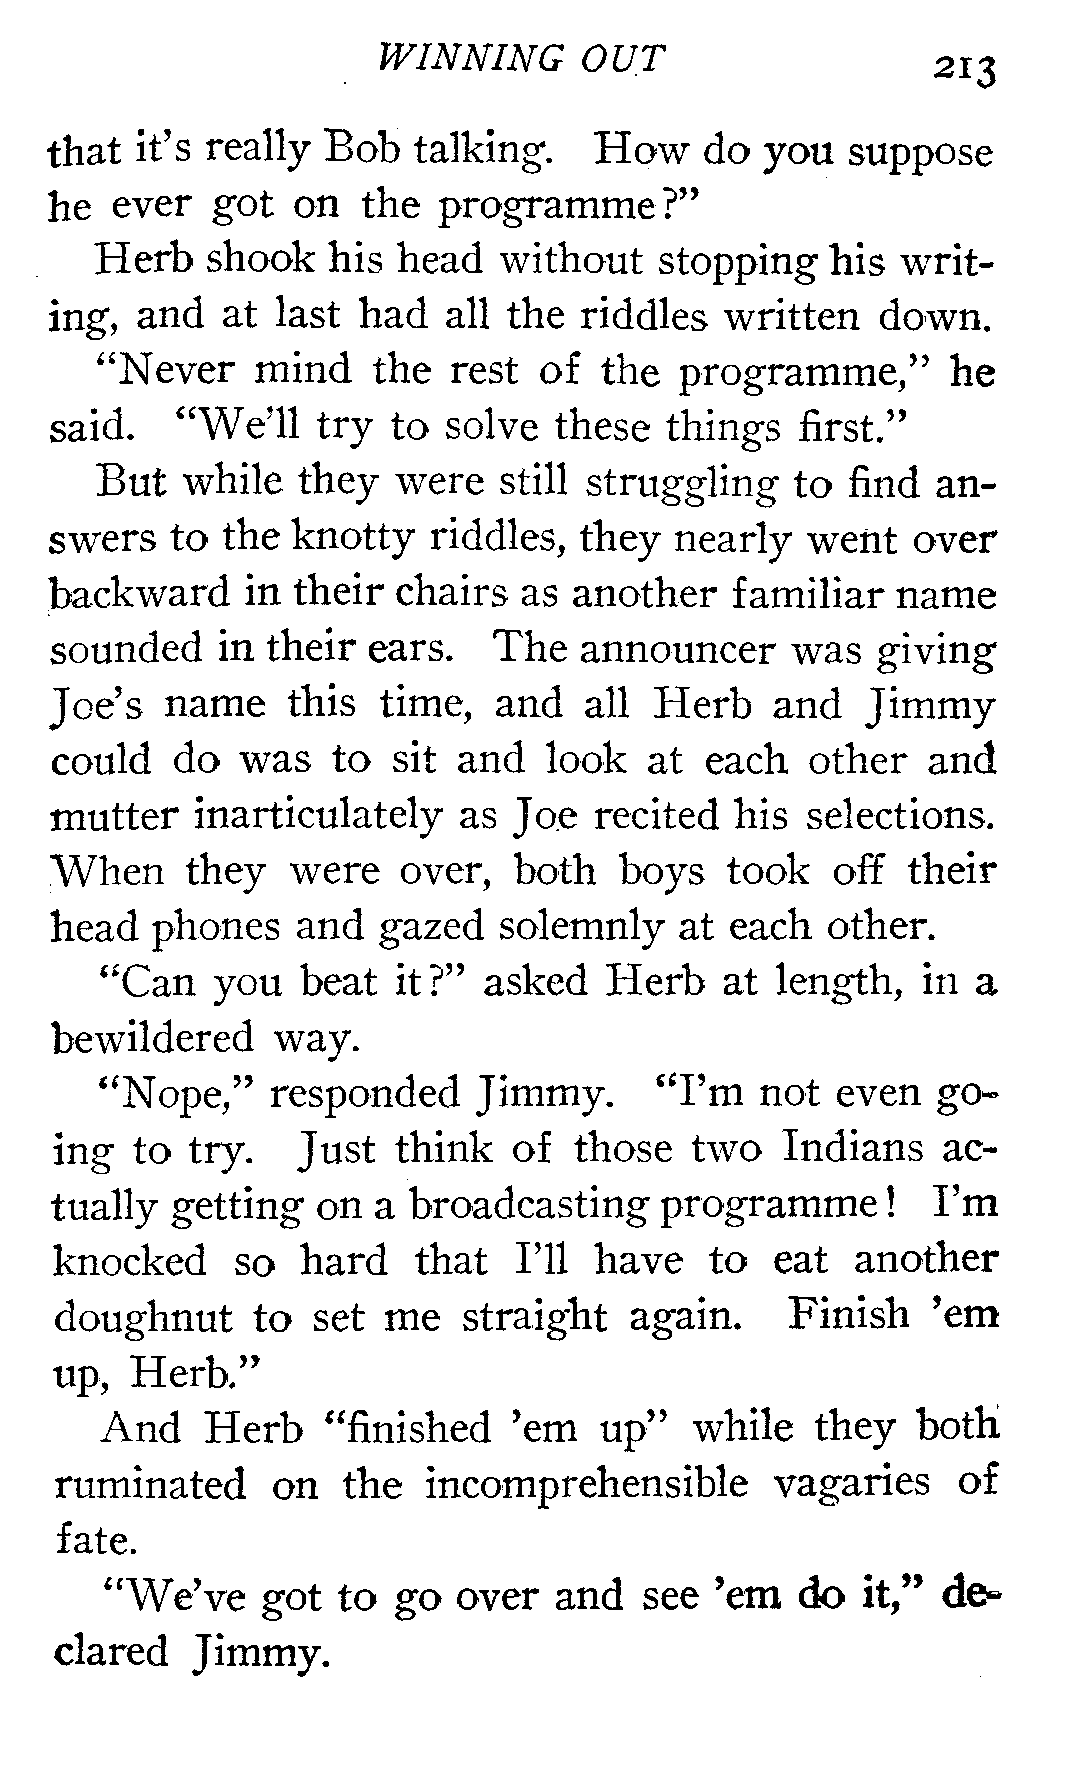 WINNING OUT 213
that it's really Bob talking. How do you suppose
he ever got on the programme?"
Herb shook his head without stopping his writ-
ing, and at last had all the riddles written down.
"Never mind the rest of the programme," he
said. "We'll try to solve these things first."
But while they were still struggling to find an-
swers to the knotty riddles, they nearly went over
backward in their chairs as another familiar name
sounded in their ears. The announcer was giving
Joe's name this time, and all Herb and Jimmy
could do was to sit and look at each other and
mutter inarticulately as Joe recited his selections.
When they were over, both boys took off their
head phones and gazed solemnly at each other.
"Can you beat it?" asked Herb at length, in a
bewildered way.
"Nope," responded Jimmy. "I'm not even go-
ing to try. Just think of those two Indians ac-
tually getting on a broadcasting programme! I'm
knocked so hard that I'll have to eat another
doughnut to set me straight again. Finish 'em
up, Herb."
And Herb "finished 'em up" while they both
ruminated on the incomprehensible vagaries of
fate.
"We've got to go over and see 'em do it," de-
clared Jimmy.